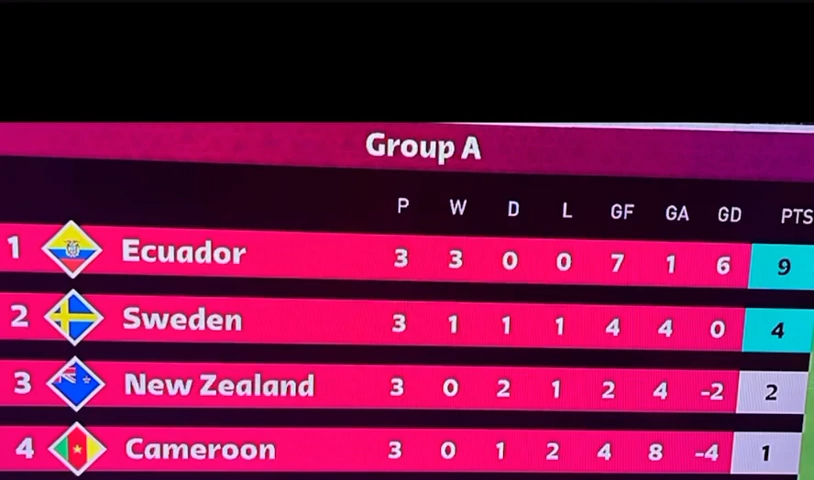 Group A
P W D L GF GA GD PTS
1 Ecuador 3 3 0 0 7 1 6 9
2 Sweden 3 1 1 1 4 4 0 4
3 New Zealand 3 0 2 1 2 4 -2 2
4 Cameroon 3 0 1 2 4 8 -4 1